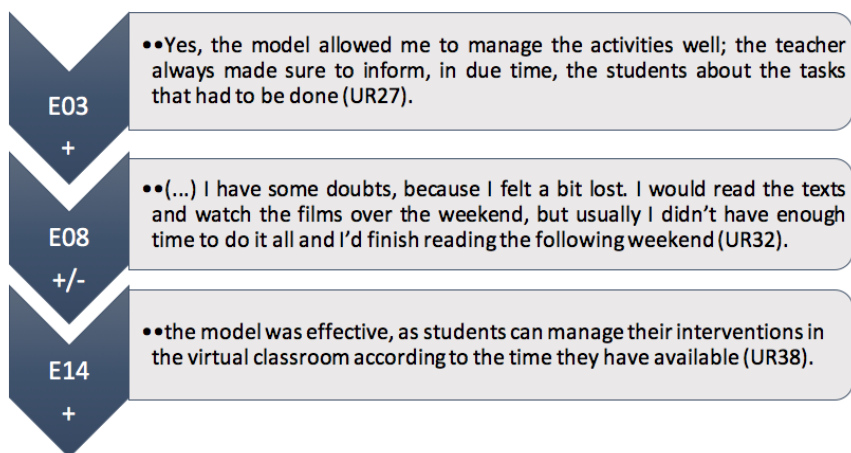 E03
+
••Yes, the model allowed me to manage the activities well; the teacher
always made sure to inform, in due time, the students about the tasks
that had to be done (UR27).
E08
+/-
••(...) I have some doubts, because I felt a bit lost. I would read the texts
and watch the films over the weekend, but usually I didn’t have enough
time to do it all and I’d finish reading the following weekend (UR32).
E14
+
••the model was effective, as students can manage their interventions in
the virtual classroom according to the time they have available (UR38).